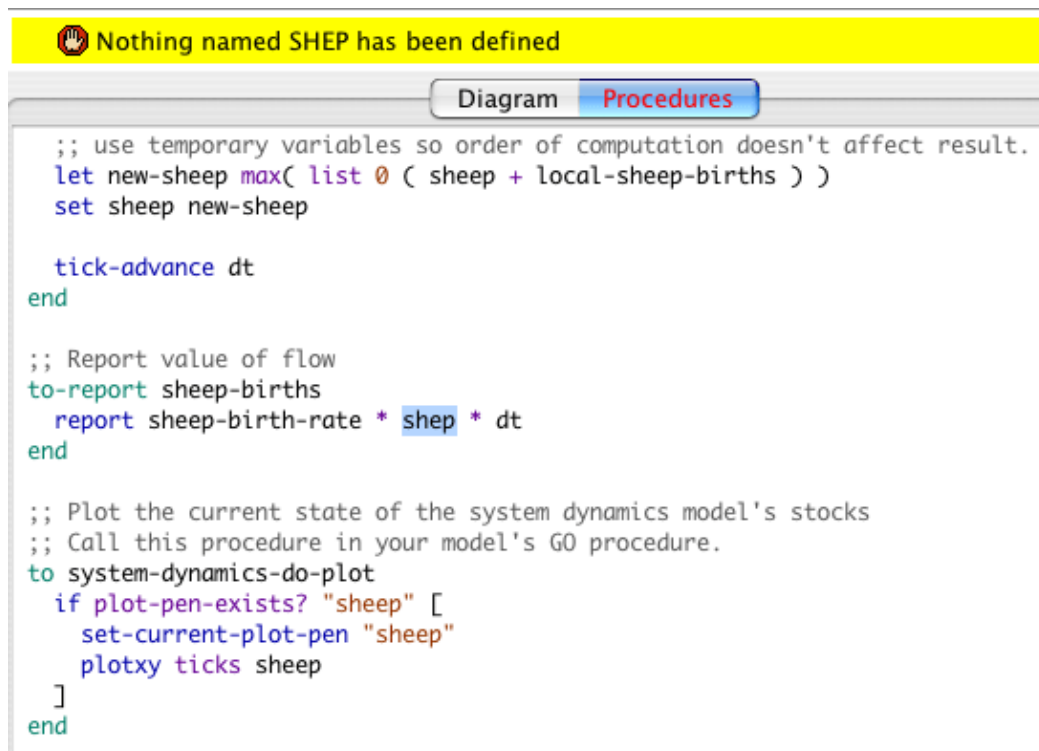 Nothing named SHEP has been defined
Diagram Procedures
;; use temporary variables so order of computation doesn't affect result.
let new-sheep max( list 0 ( sheep + local-sheep-births ) )
set sheep new-sheep
tick-advance dt
end
;; Report value of flow
to-report sheep-births
report sheep-birth-rate * shep * dt
end
;; Plot the current state of the system dynamics model's stocks
;; Call this procedure in your model's GO procedure.
to system-dynamics-do-plot
if plot-pen-exists? "sheep" [
set-current-plot-pen "sheep"
plotxy ticks sheep
]
end